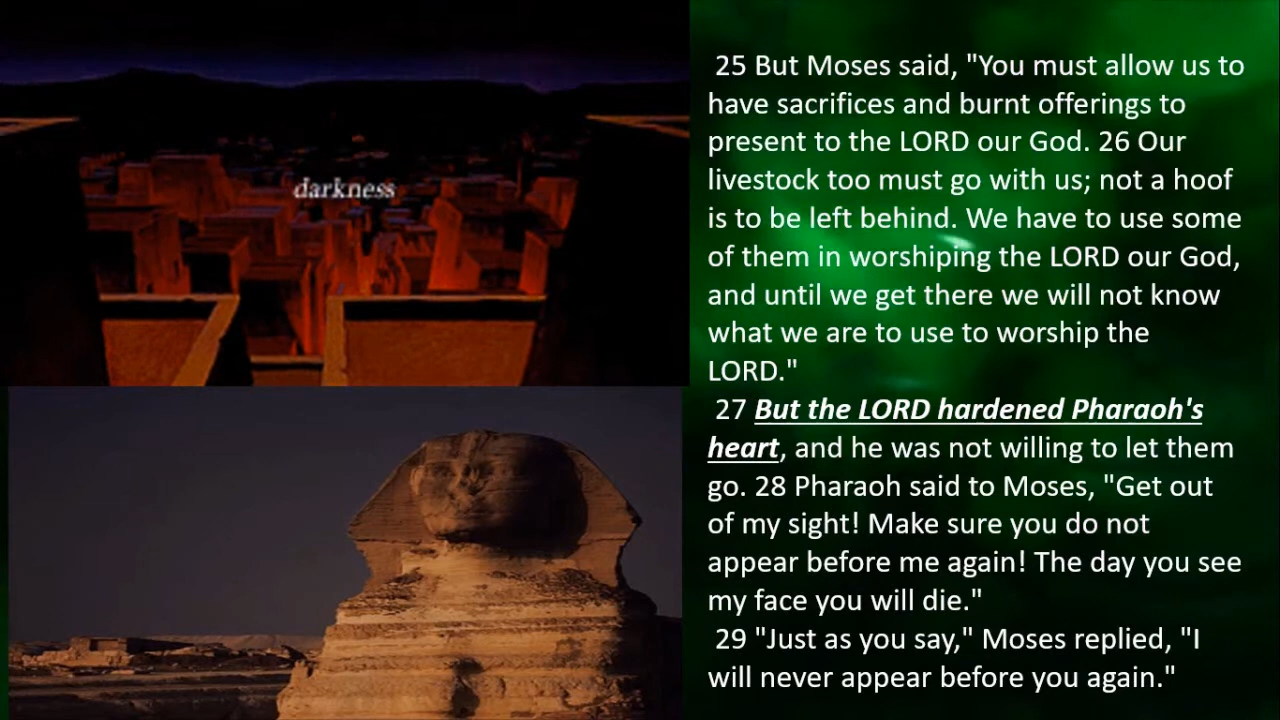 darkness
25 But Moses said, "You must allow us to
have sacrifices and burnt offerings to
present to the LORD our God. 26 Our
livestock too must go with us; not a hoof
is to be left behind. We have to use some
of them in worshiping the LORD our God,
and until we get there we will not know
what we are to use to worship the
LORD."
27 But the LORD hardened Pharaoh's
heart, and he was not willing to let them
go. 28 Pharaoh said to Moses, "Get out
of my sight! Make sure you do not
appear before me again! The day you see
my face you will die."
29 "Just as you say," Moses replied, "I
will never appear before you again."